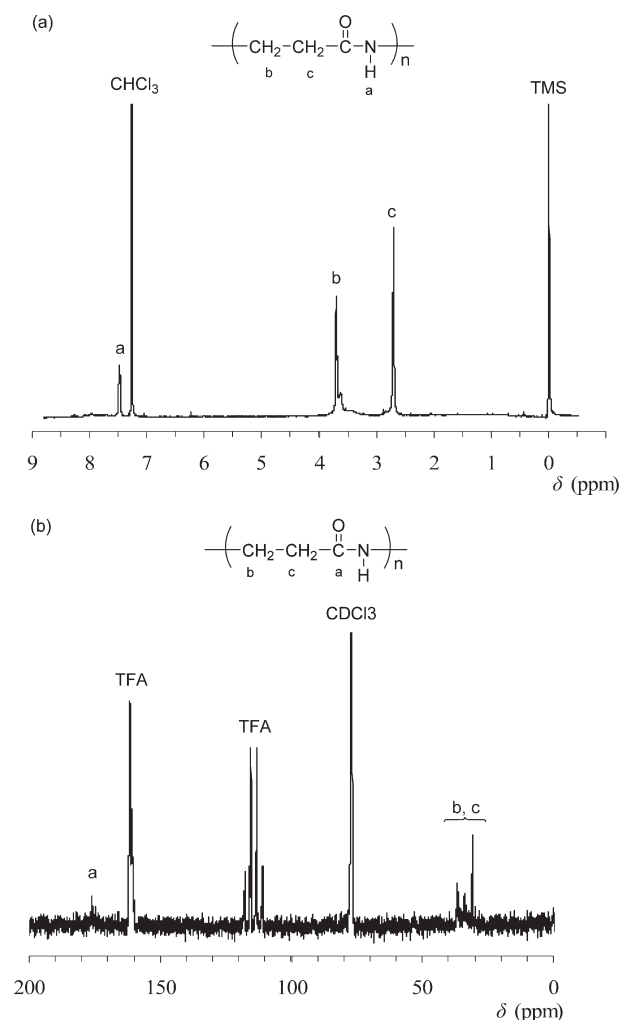 (a)
O
CH2 CH2 C N n
H
b c a
CHCl3
TMS
a
b
c
9 8 7 6 5 4 3 2 1 0
δ (ppm)
(b)
O
CH2 CH2 C N n
b c a H
CDCl3
TFA
TFA
a
b, c
200 150 100 50 0
δ (ppm)